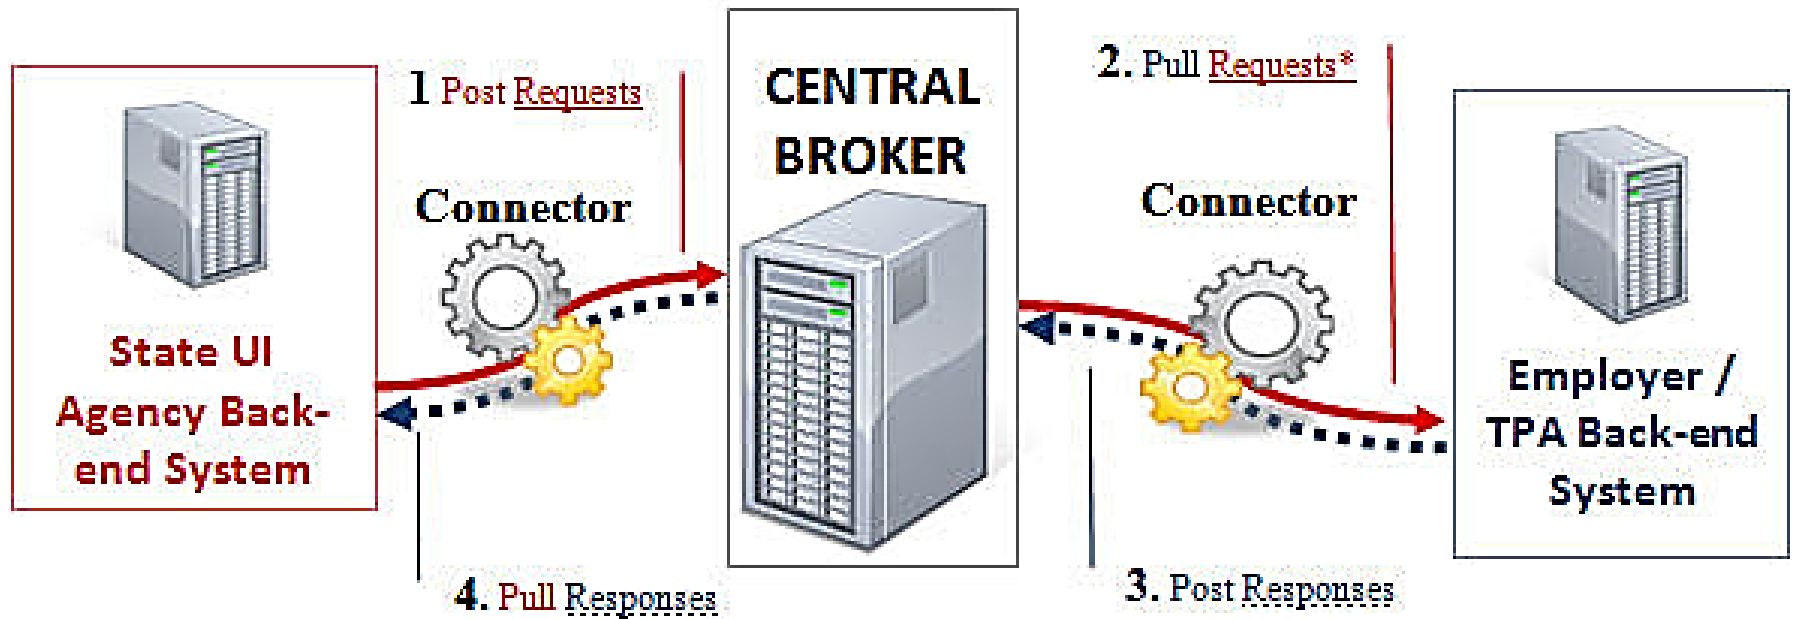 1 Post Requests
Connector
State UI
Agency Back-
end System
4. Pull Responses
CENTRAL
BROKER
2. Pull Requests*
Connector
3. Post Responses
Employer /
TPA Back-end
System